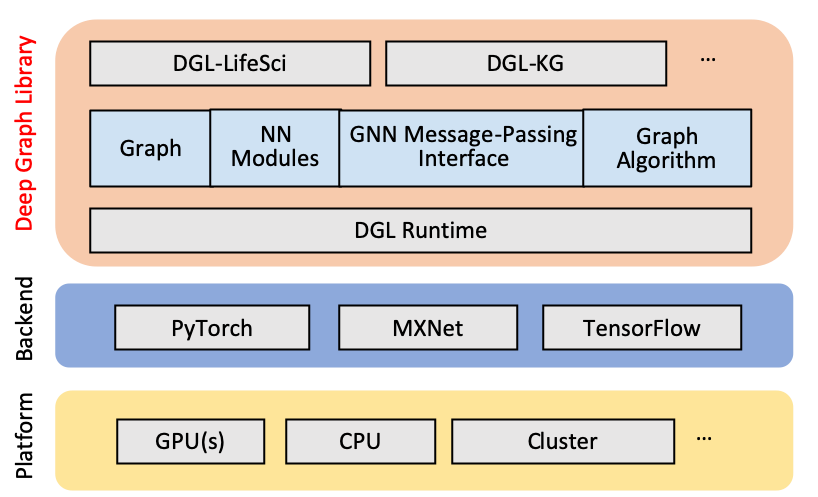 Deep Graph Library
DGL-LifeSci
DGL-KG
...
Graph
NN
Modules
GNN Message-Passing
Interface
Graph
Algorithm
DGL Runtime
Backend
PyTorch
MXNet
TensorFlow
Platform
GPU(s)
CPU
Cluster
...